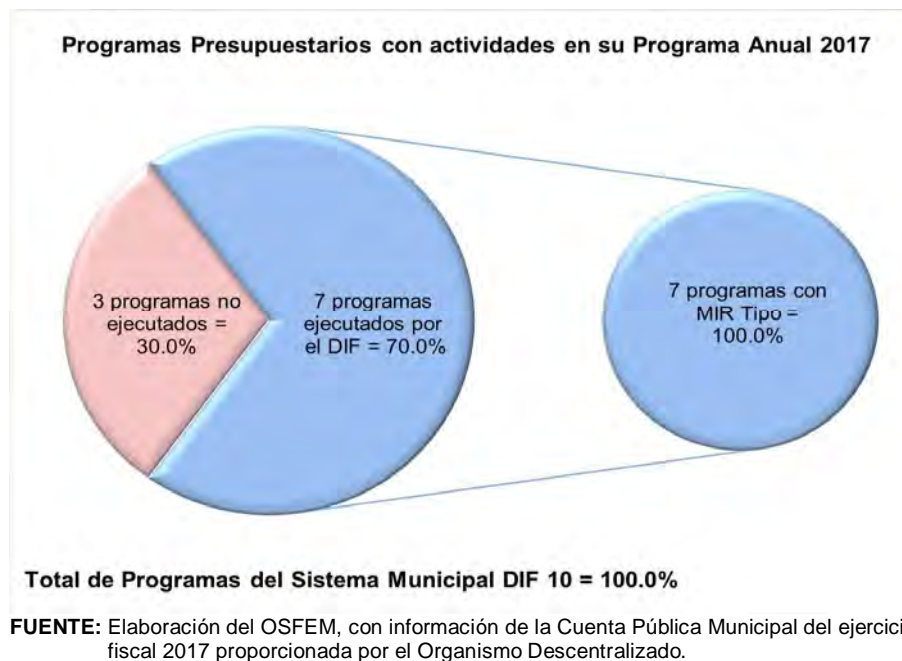 Programas Presupuestarios con actividades en su Programa Anual 2017
3 programas no
ejecutados =
30.0%
7 programas
ejecutados por
el DIF = 70.0%
7 programas con
MIR Tipo =
100.0%
Total de Programas del Sistema Municipal DIF 10 = 100.0%
FUENTE: Elaboración del OSFEM, con información de la Cuenta Pública Municipal del ejercici
fiscal 2017 proporcionada por el Organismo Descentralizado.